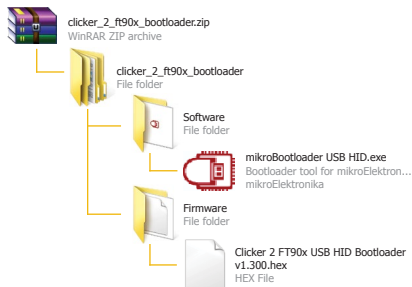 clicker_2_ft90x_bootloader.zip
WinRAR ZIP archive
clicker_2_ft90x_bootloader
File folder
Software
File folder
mikroBootloader USB HID.exe
Bootloader tool for mikroElektron...
mikroElektronika
Firmware
File folder
Clicker 2 FT90x USB HID Bootloader
v1.300.hex
HEX File